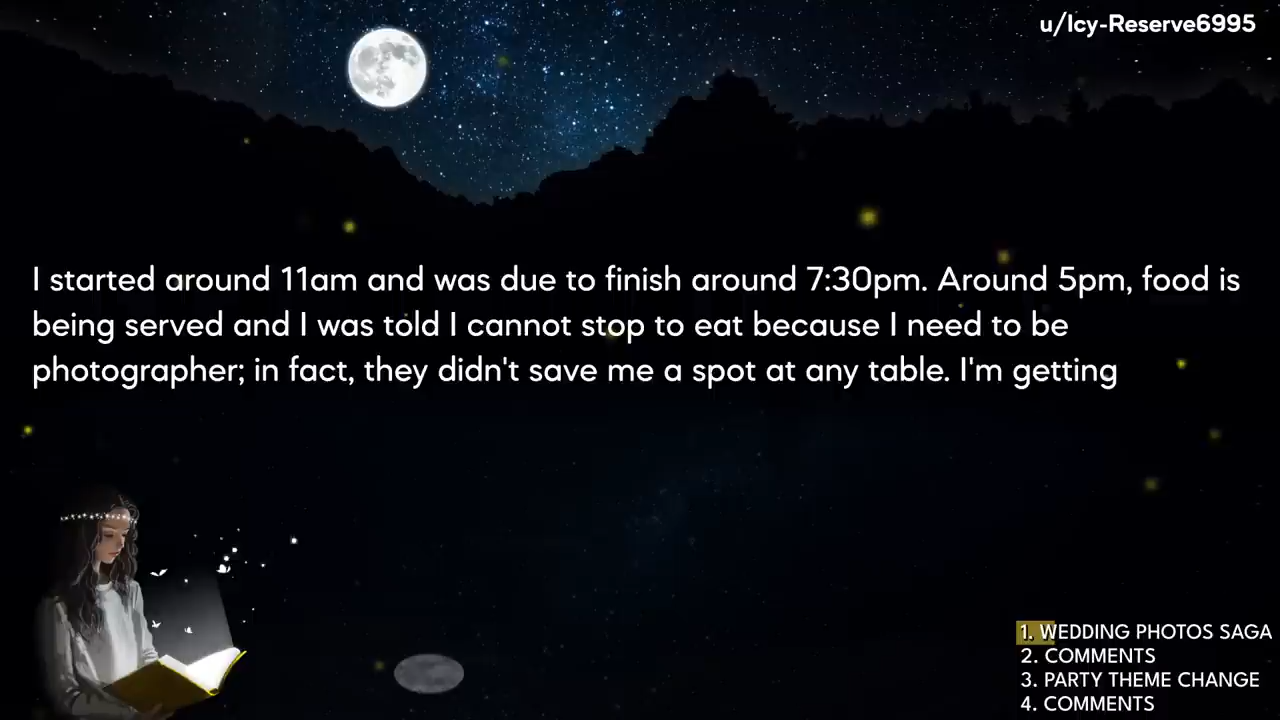 u/Icy-Reserve6995
I started around 11am and was due to finish around 7:30pm. Around 5pm, food is
being served and I was told I cannot stop to eat because I need to be
photographer; in fact, they didn't save me a spot at any table. I'm getting
1. WEDDING PHOTOS SAGA
2. COMMENTS
3. PARTY THEME CHANGE
4. COMMENTS